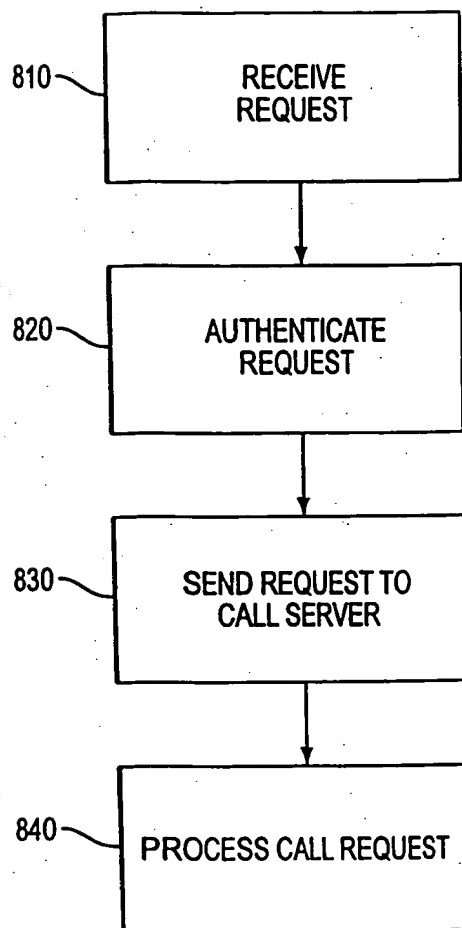 810
RECEIVE
REQUEST
820
AUTHENTICATE
REQUEST
830
SEND REQUEST TO
CALL SERVER
840
PROCESS CALL REQUEST